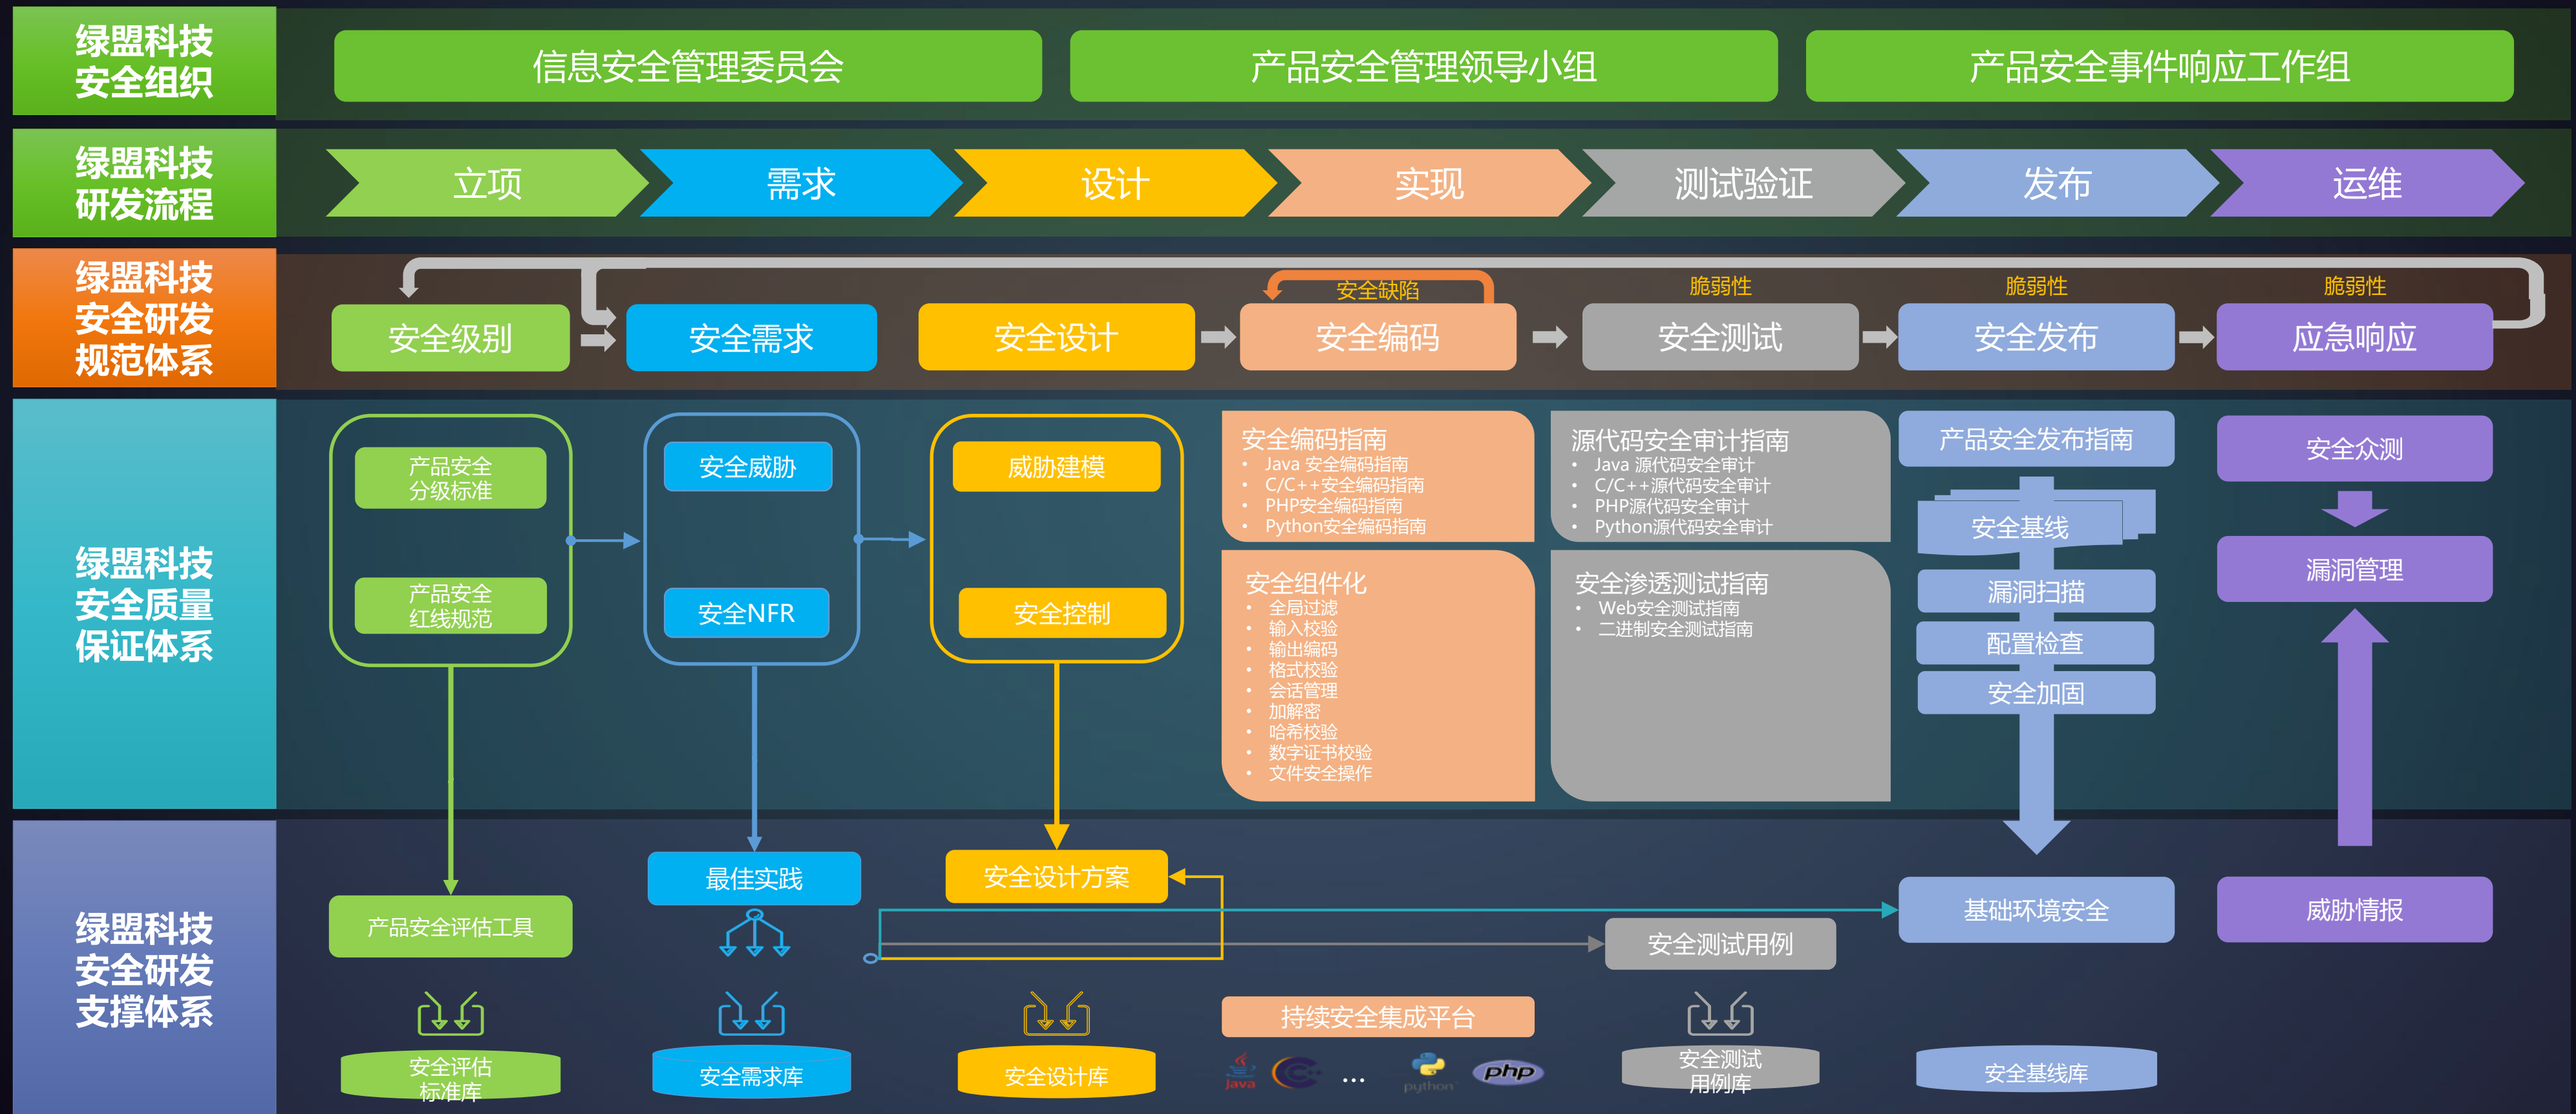 绿盟科技
安全组织
信息安全管理委员会
产品安全管理领导小组
产品安全事件响应工作组
绿盟科技
研发流程
立项
需求
设计
实现
测试验证
发布
运维
绿盟科技
安全研发
规范体系
安全缺陷
脆弱性
脆弱性
脆弱性
安全级别
安全需求
安全设计
安全编码
安全测试
安全发布
应急响应
绿盟科技
安全质量
保证体系
产品安全
分级标准
产品安全
红线规范
安全威胁
安全NFR
威胁建模
安全控制
安全编码指南
• Java 安全编码指南
• C/C++安全编码指南
• PHP安全编码指南
• Python安全编码指南
安全组件化
• 全局过滤
• 输入校验
• 输出编码
• 格式校验
• 会话管理
• 加解密
• 哈希校验
• 数字证书校验
• 文件安全操作
源代码安全审计指南
• Java 源代码安全审计
• C/C++源代码安全审计
• PHP源代码安全审计
• Python源代码安全审计
安全渗透测试指南
• Web安全测试指南
• 二进制安全测试指南
产品安全发布指南
安全基线
漏洞扫描
配置检查
安全加固
安全众测
漏洞管理
绿盟科技
安全研发
支撑体系
产品安全评估工具
最佳实践
安全设计方案
安全测试用例
基础环境安全
威胁情报
安全评估
标准库
安全需求库
安全设计库
持续安全集成平台
Java
C++
...
python
php
安全测试
用例库
安全基线库